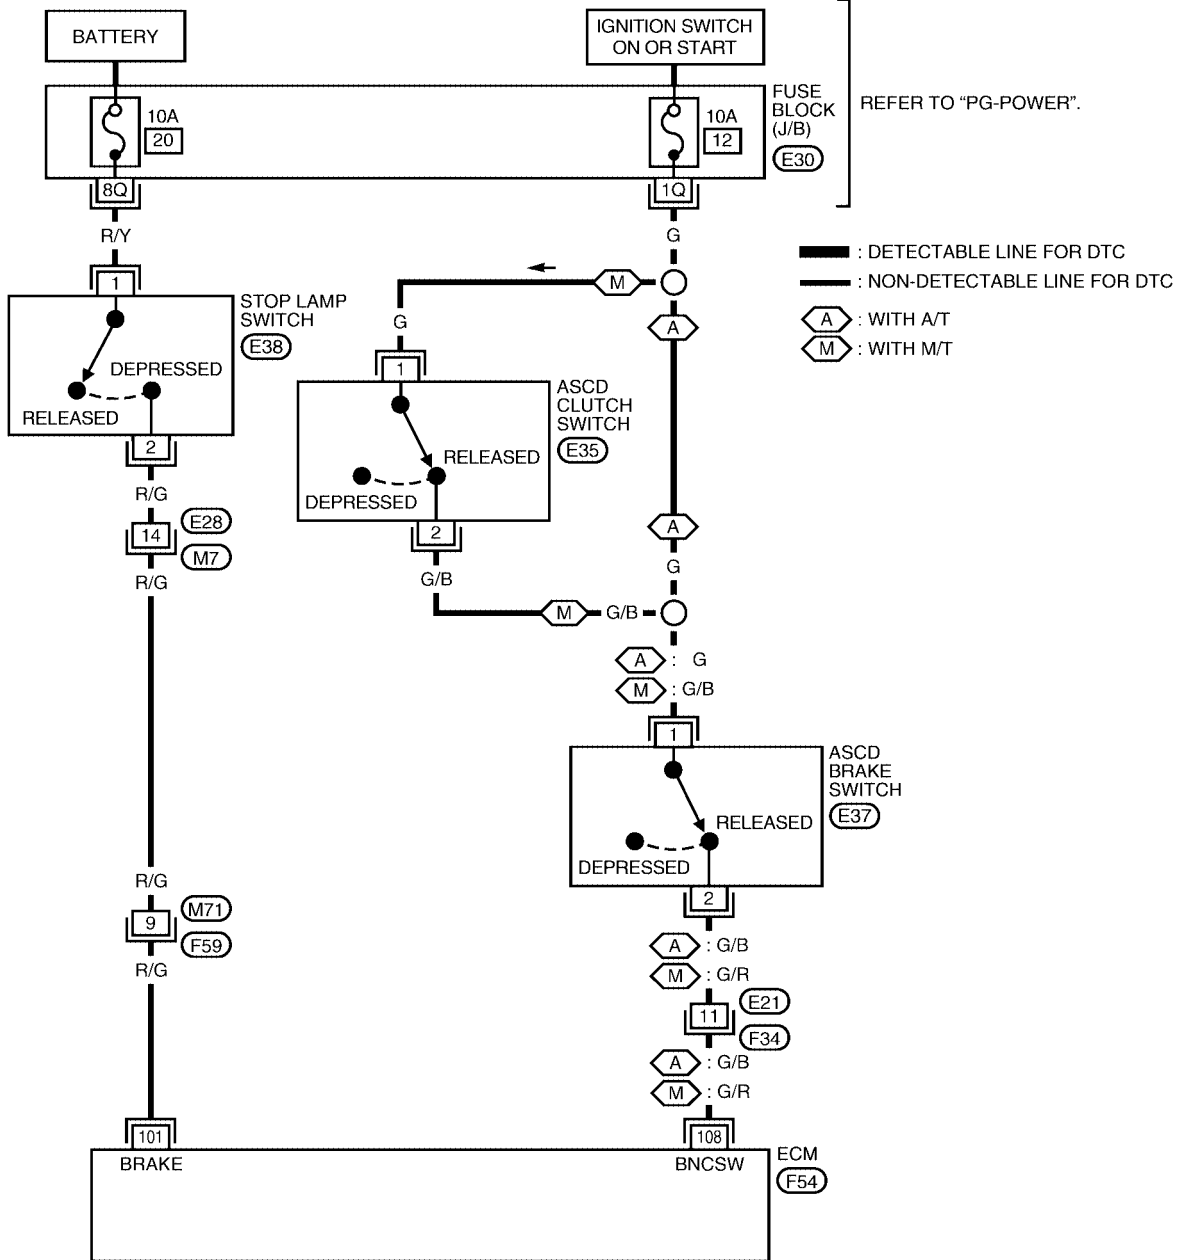 BATTERY
IGNITION SWITCH
ON OR START
10A
20
10A
12
FUSE
BLOCK
(J/B)
E30
REFER TO “PG-POWER”.
8Q
1Q
R/Y
G
: DETECTABLE LINE FOR DTC
: NON-DETECTABLE LINE FOR DTC
A : WITH A/T
M : WITH M/T
M
A
1
STOP LAMP
SWITCH
E38
DEPRESSED
RELEASED
2
G
1
ASCD
CLUTCH
SWITCH
E35
RELEASED
DEPRESSED
2
R/G
14
E28
M7
R/G
G/B
A
G
M
G/B
A : G
M : G/B
1
ASCD
BRAKE
SWITCH
E37
RELEASED
DEPRESSED
2
R/G
9
M71
F59
R/G
A : G/B
M : G/R
11
E21
F34
A : G/B
M : G/R
101
BRAKE
108
BNCSW
ECM
F54